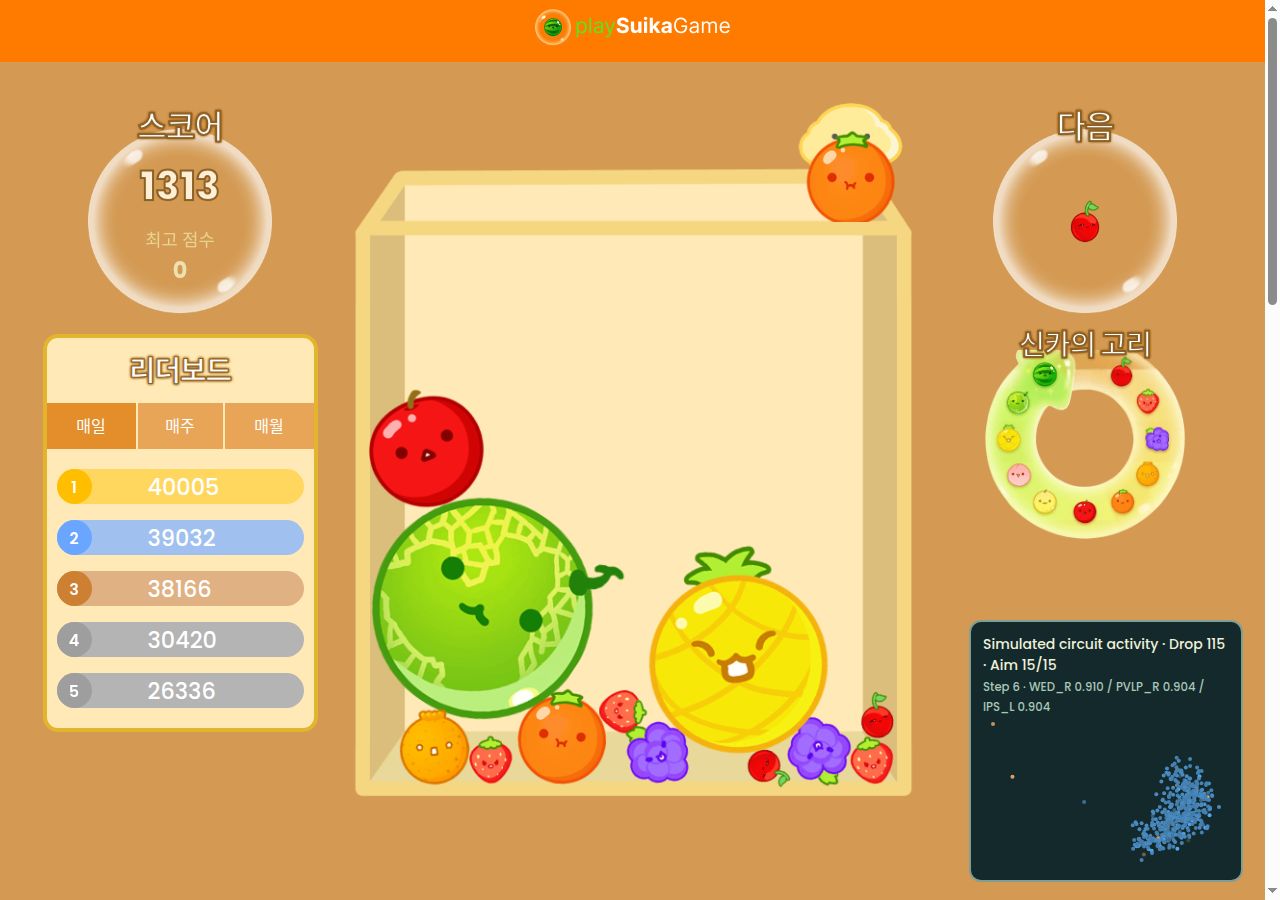 playSuikaGame
스코어
1313
최고 점수
0
리더보드
매일 매주 매월
1 40005
2 39032
3 38166
4 30420
5 26336
다음
신카의 고리
Simulated circuit activity · Drop 115
· Aim 15/15
Step 6 · WED_R 0.910 / PVLP_R 0.904 /
IPS_L 0.904